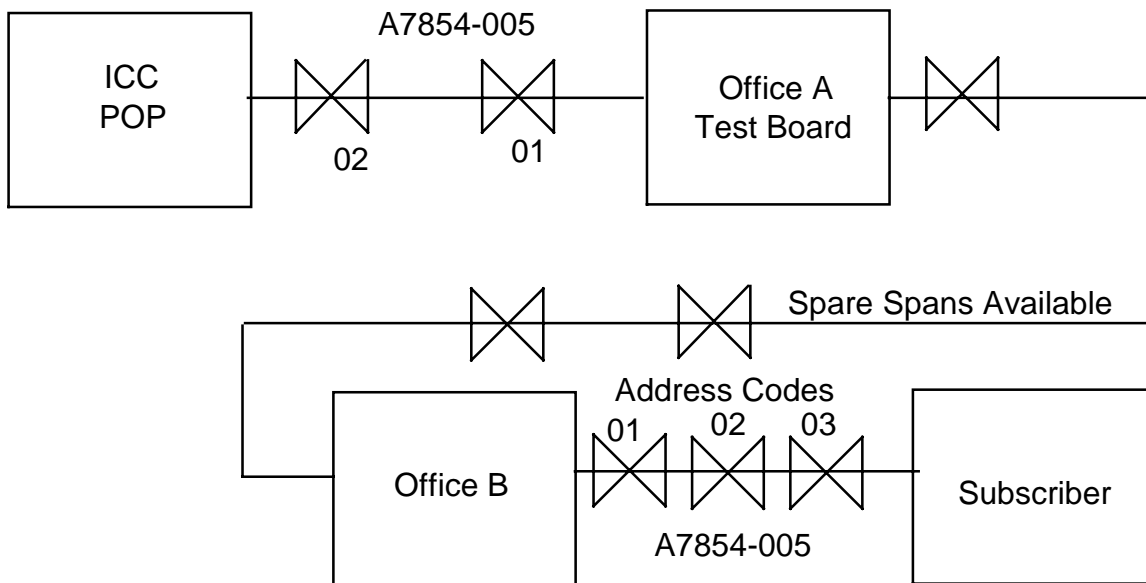 A7854-005
ICC
POP
02
01
Office A
Test Board
Spare Spans Available
Address Codes
01
02
03
Office B
Subscriber
A7854-005